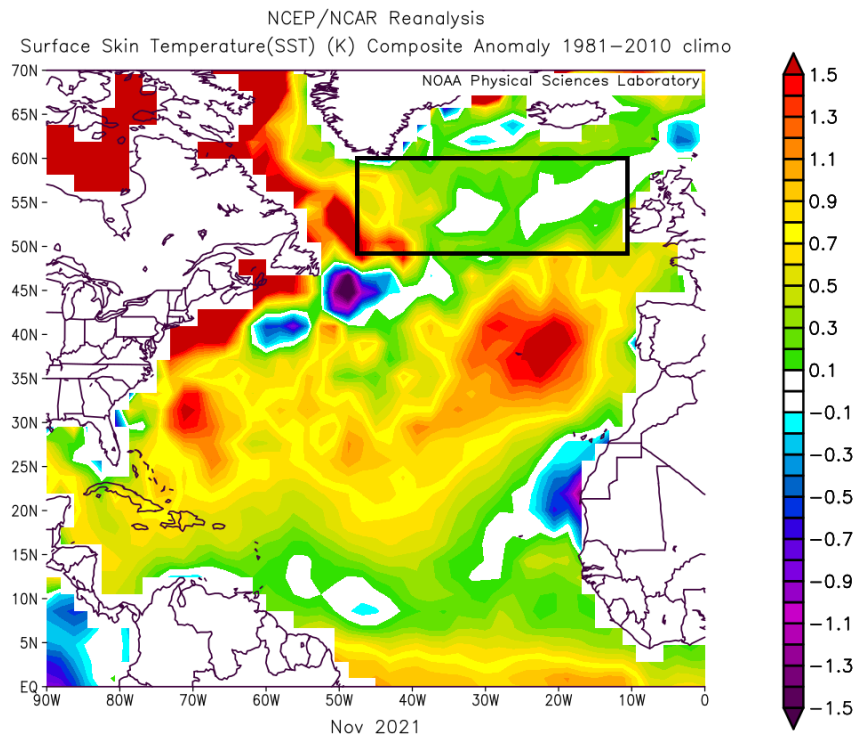 NCEP/NCAR Reanalysis
Surface Skin Temperature(SST) (K) Composite Anomaly 1981−2010 climo
NOAA Physical Sciences Laboratory
70N
65N
60N
55N
50N
45N
40N
35N
30N
25N
20N
15N
10N
5N
EQ
90W 80W 70W 60W 50W 40W 30W 20W 10W 0
Nov 2021
1.5
1.3
1.1
0.9
0.7
0.5
0.3
0.1
−0.1
−0.3
−0.5
−0.7
−0.9
−1.1
−1.3
−1.5